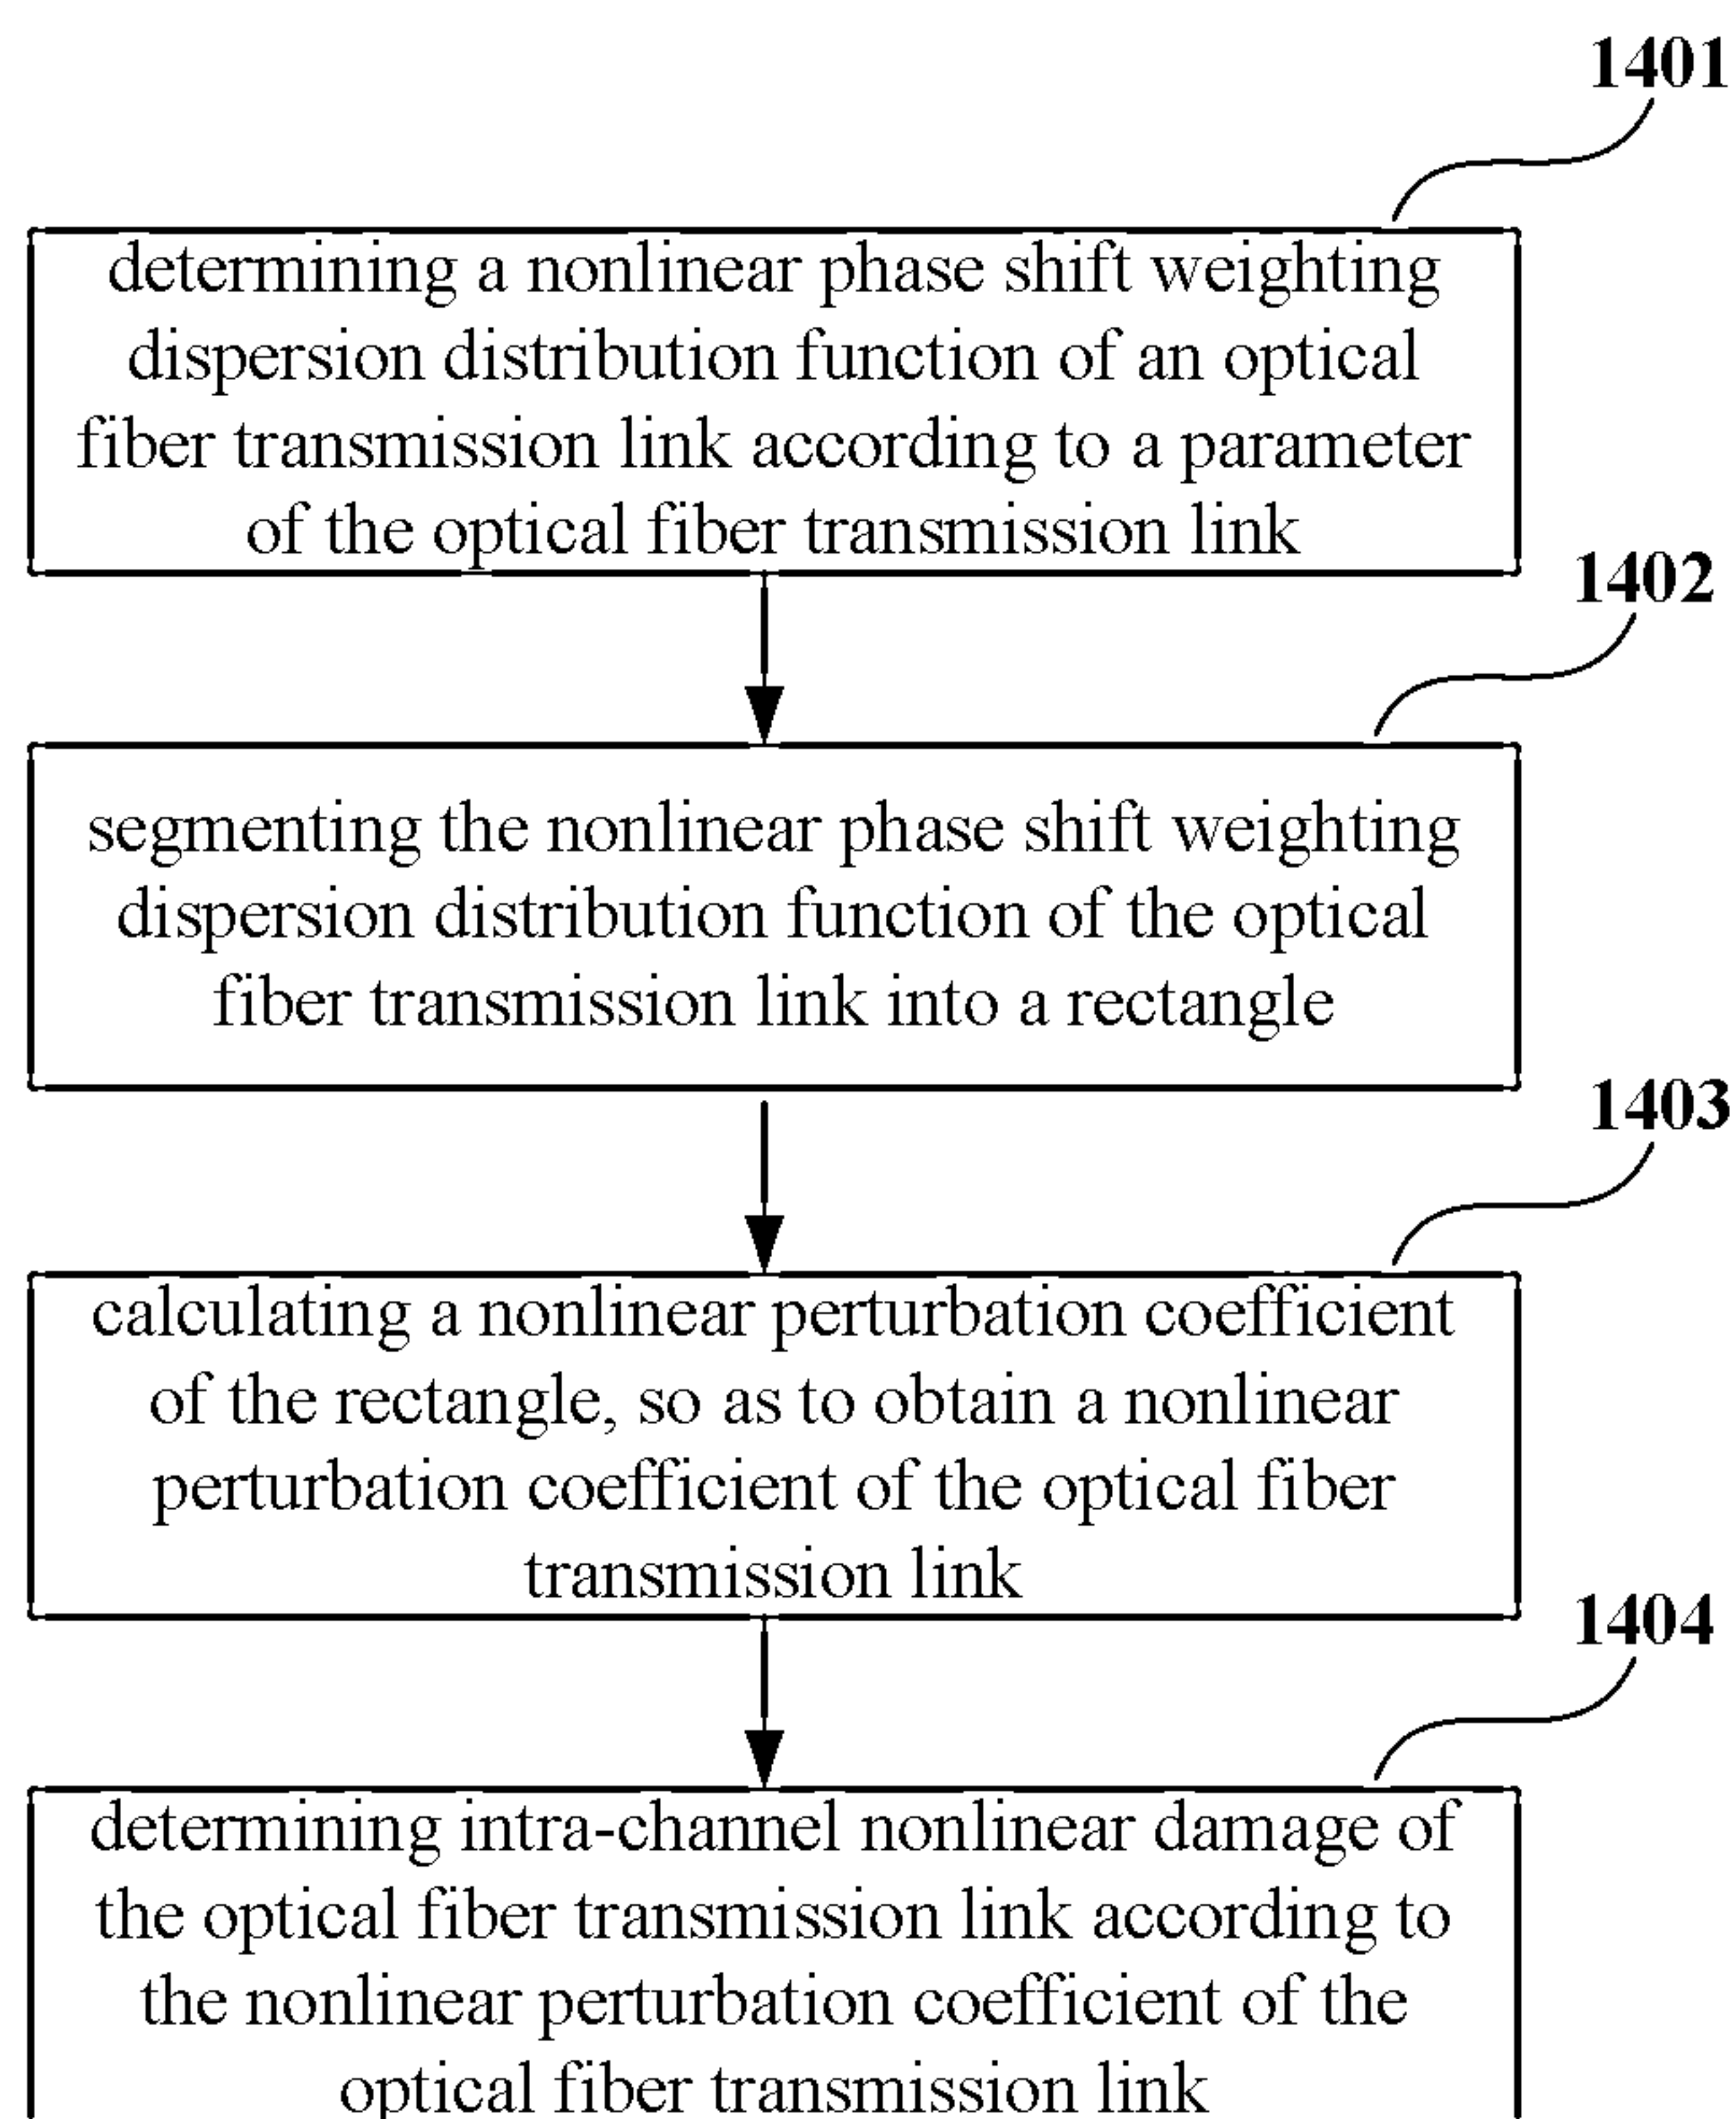 1401
determining a nonlinear phase shift weighting
dispersion distribution function of an optical
fiber transmission link according to a parameter
of the optical fiber transmission link
1402
segmenting the nonlinear phase shift weighting
dispersion distribution function of the optical
fiber transmission link into a rectangle
1403
calculating a nonlinear perturbation coefficient
of the rectangle, so as to obtain a nonlinear
perturbation coefficient of the optical fiber
transmission link
1404
determining intra-channel nonlinear damage of
the optical fiber transmission link according to
the nonlinear perturbation coefficient of the
optical fiber transmission link